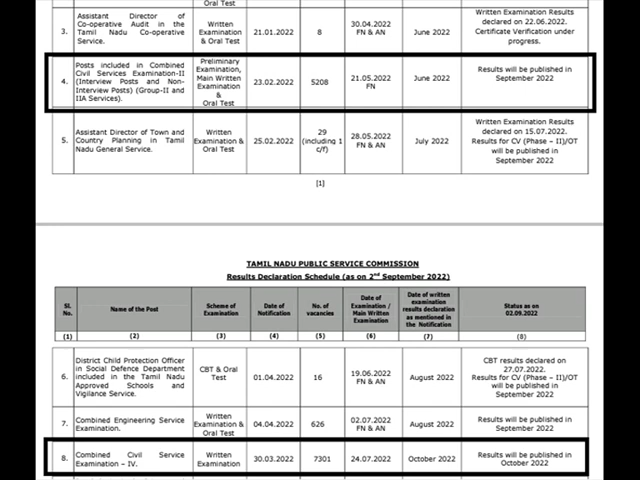 Oral Test
3. Assistant Director of Co-operative Audit in the Tamil Nadu Co-operative Service. Written Examination & Oral Test 21.01.2022 8 30.04.2022 FN & AN June 2022 Written Examination Results declared on 22.06.2022. Certificate Verification under progress.
4. Posts included in Combined Civil Services Examination-II (Interview Posts and Non-Interview Posts) (Group-II and IIA Services). Preliminary Examination, Main Written Examination & Oral Test 23.02.2022 5208 21.05.2022 FN June 2022 Results will be published in September 2022
5. Assistant Director of Town and Country Planning in Tamil Nadu General Service. Written Examination & Oral Test 25.02.2022 29 (including 1 c/f) 28.05.2022 FN & AN July 2022 Written Examination Results declared on 15.07.2022. Results for CV (Phase – II)/OT will be published in September 2022
[1]
TAMIL NADU PUBLIC SERVICE COMMISSION
Results Declaration Schedule (as on 2nd September 2022)
Sl. No. Name of the Post Scheme of Examination Date of Notification No. of vacancies Date of Examination / Main Written Examination Date of written examination results declaration as mentioned in the Notification Status as on 02.09.2022
(1) (2) (3) (4) (5) (6) (7) (8)
6. District Child Protection Officer in Social Defence Department included in the Tamil Nadu Approved Schools and Vigilance Service. CBT & Oral Test 01.04.2022 16 19.06.2022 FN & AN August 2022 CBT results declared on 27.07.2022. Results for CV (Phase – II)/OT will be published in September 2022
7. Combined Engineering Service Examination. Written Examination & Oral Test 04.04.2022 626 02.07.2022 FN & AN August 2022 Results will be published in September 2022
8. Combined Civil Service Examination – IV. Written Examination 30.03.2022 7301 24.07.2022 October 2022 Results will be published in October 2022